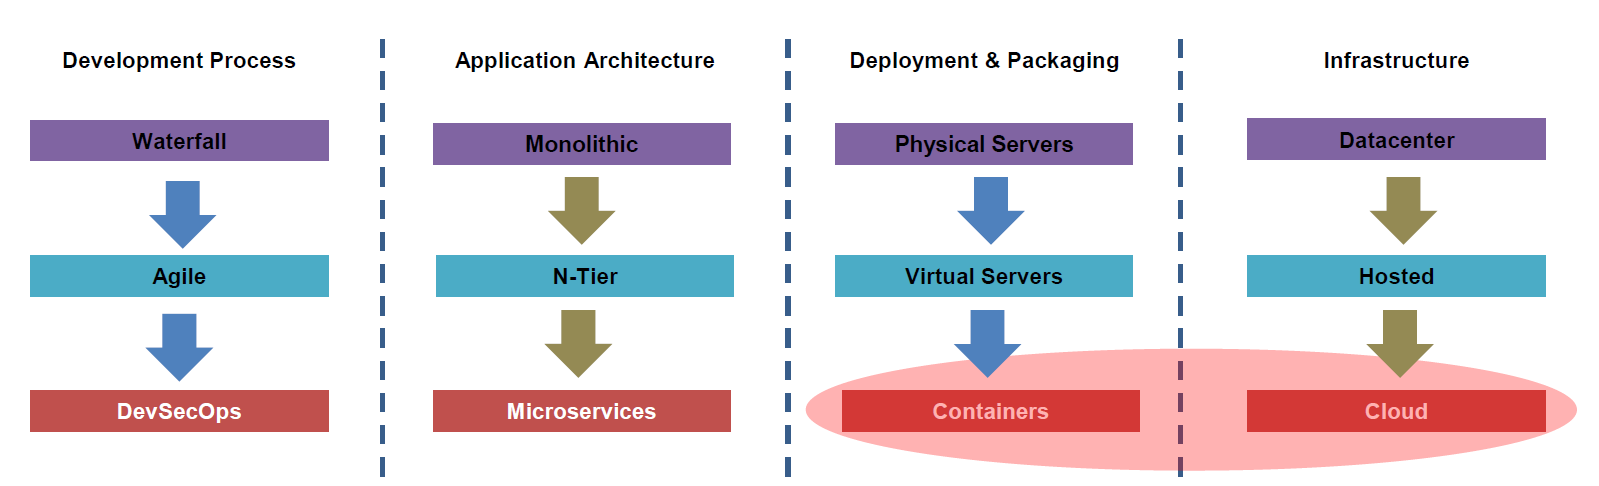 Development Process
Application Architecture
Deployment & Packaging
Infrastructure
Waterfall
Monolithic
Physical Servers
Datacenter
Agile
N-Tier
Virtual Servers
Hosted
DevSecOps
Microservices
Containers
Cloud